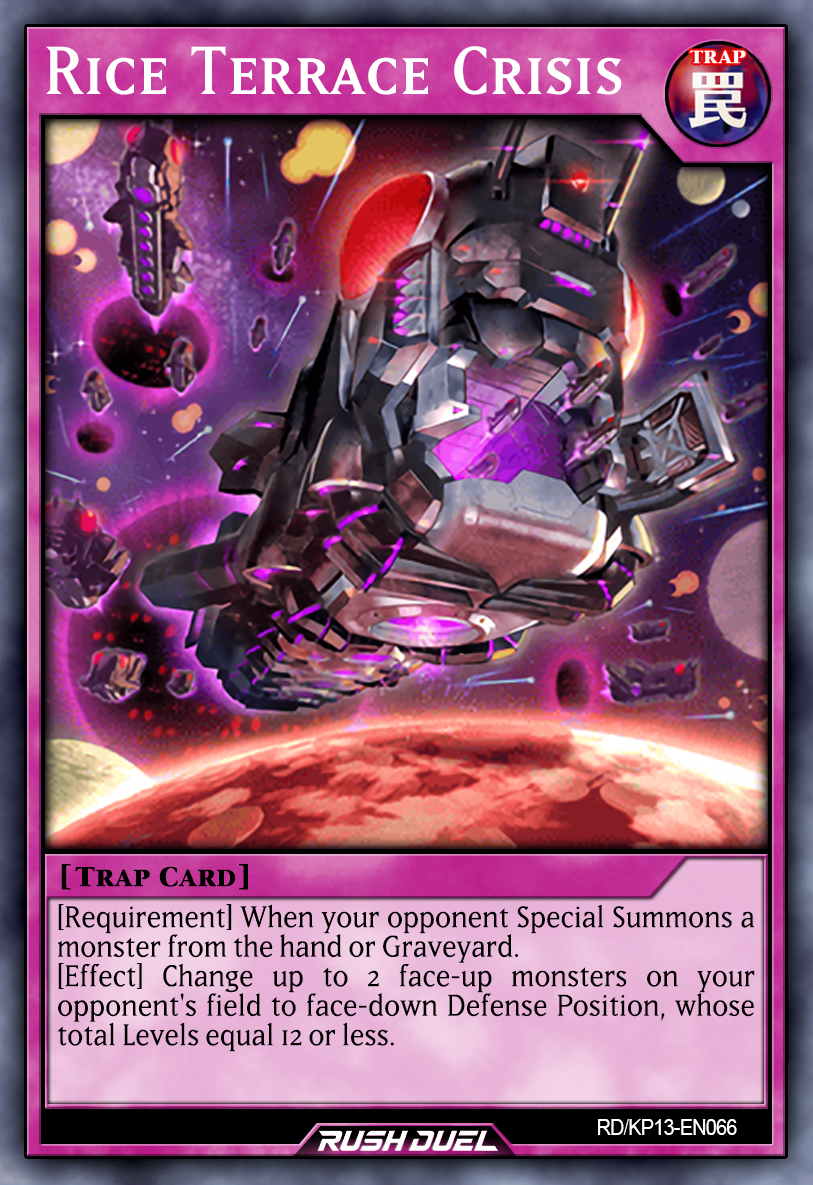 Rice Terrace Crisis
TRAP
罠
[Trap Card]
[Requirement] When your opponent Special Summons a
monster from the hand or Graveyard.
[Effect] Change up to 2 face-up monsters on your
opponent's field to face-down Defense Position, whose
total Levels equal 12 or less.
RD/KP13-EN066
RUSH DUEL